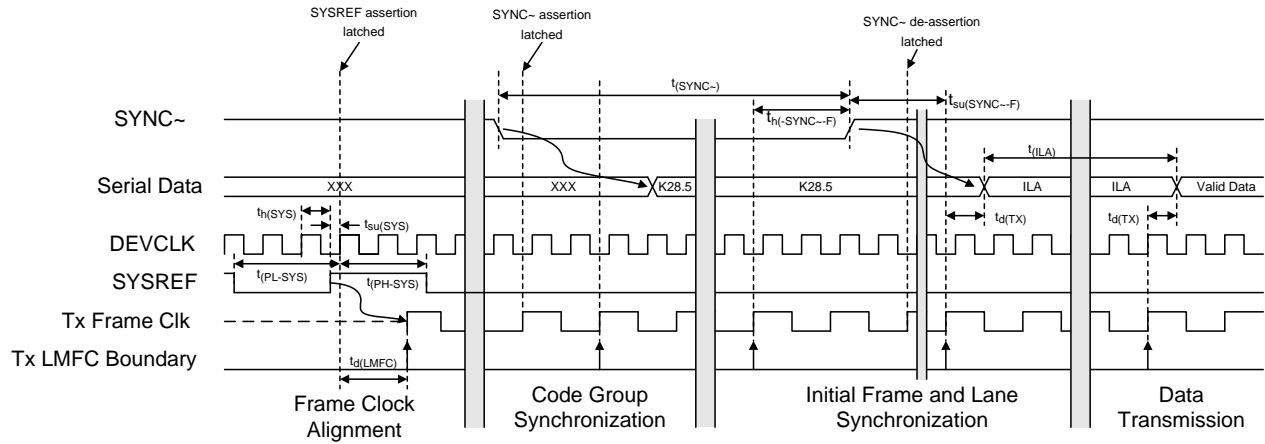 SYSREF assertion
latched
SYNC~ assertion
latched
SYNC~ de-assertion
latched
t(SYNC~)
th(-SYNC~-F)
tsu(SYNC~-F)
SYNC~
t(ILA)
Serial Data
XXX
XXX
K28.5
K28.5
ILA
ILA
Valid Data
th(SYS)
tsu(SYS)
td(TX)
td(TX)
DEVCLK
t(PL-SYS)
t(PH-SYS)
SYSREF
Tx Frame Clk
Tx LMFC Boundary
td(LMFC)
Frame Clock
Alignment
Code Group
Synchronization
Initial Frame and Lane
Synchronization
Data
Transmission